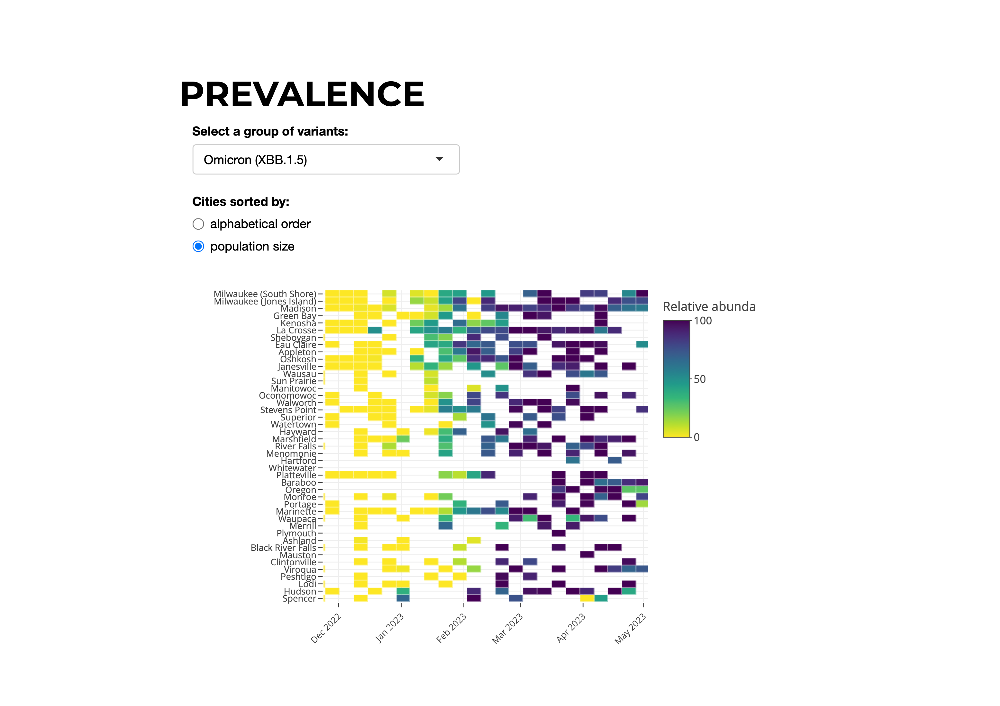 PREVALENCE
Select a group of variants:
Omicron (XBB.1.5)
Cities sorted by:
alphabetical order
population size
Milwaukee (South Shore)
Milwaukee (Jones Island)
Madison
Green Bay
Kenosha
La Crosse
Sheboygan
Eau Claire
Appleton
Oshkosh
Janesville
Wausau
Sun Prairie
Manitowoc
Oconomowoc
Walworth
Stevens Point
Superior
Watertown
Hayward
Marshfield
River Falls
Menomonie
Hartford
Whitewater
Platteville
Baraboo
Oregon
Monroe
Portage
Marinette
Waupaca
Merrill
Plymouth
Ashland
Black River Falls
Mauston
Clintonville
Viroqua
Peshtigo
Lodi
Hudson
Spencer
Dec 2022
Jan 2023
Feb 2023
Mar 2023
Apr 2023
May 2023
Relative abunda
100
50
0